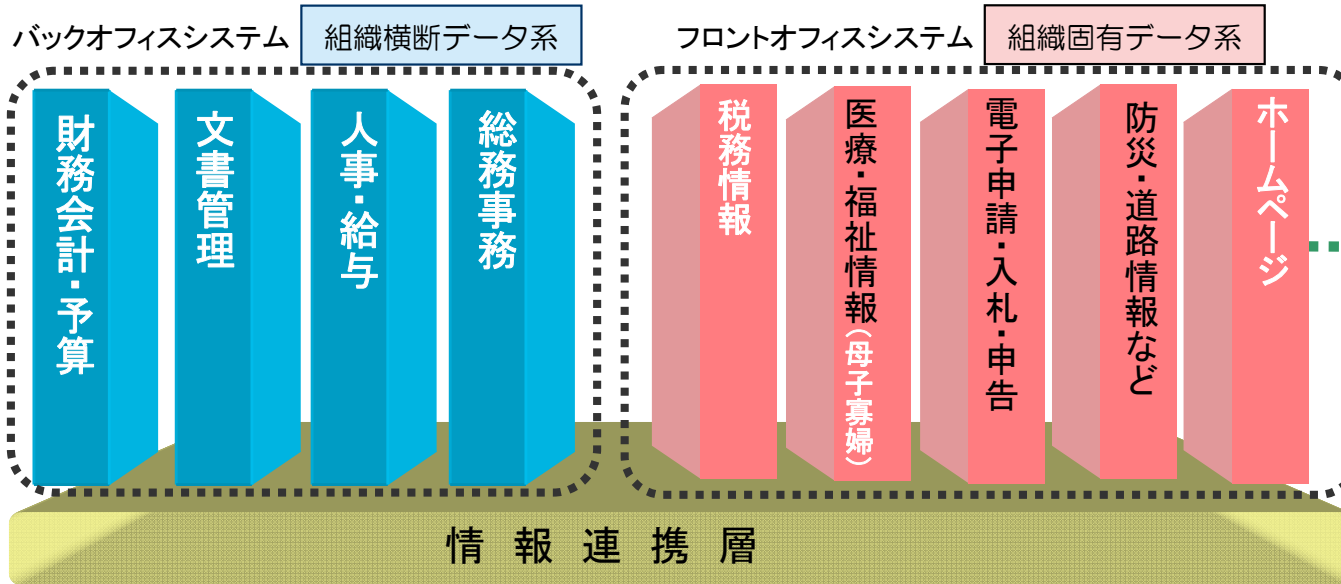 バックオフィスシステム
組織横断データ系
フロントオフィスシステム
組織固有データ系
財務会計・予算
文書管理
人事・給与
総務事務
税務情報
医療・福祉情報(母子寡婦)
電子申請・入札・申告
防災・道路情報など
ホームページ
情報連携層